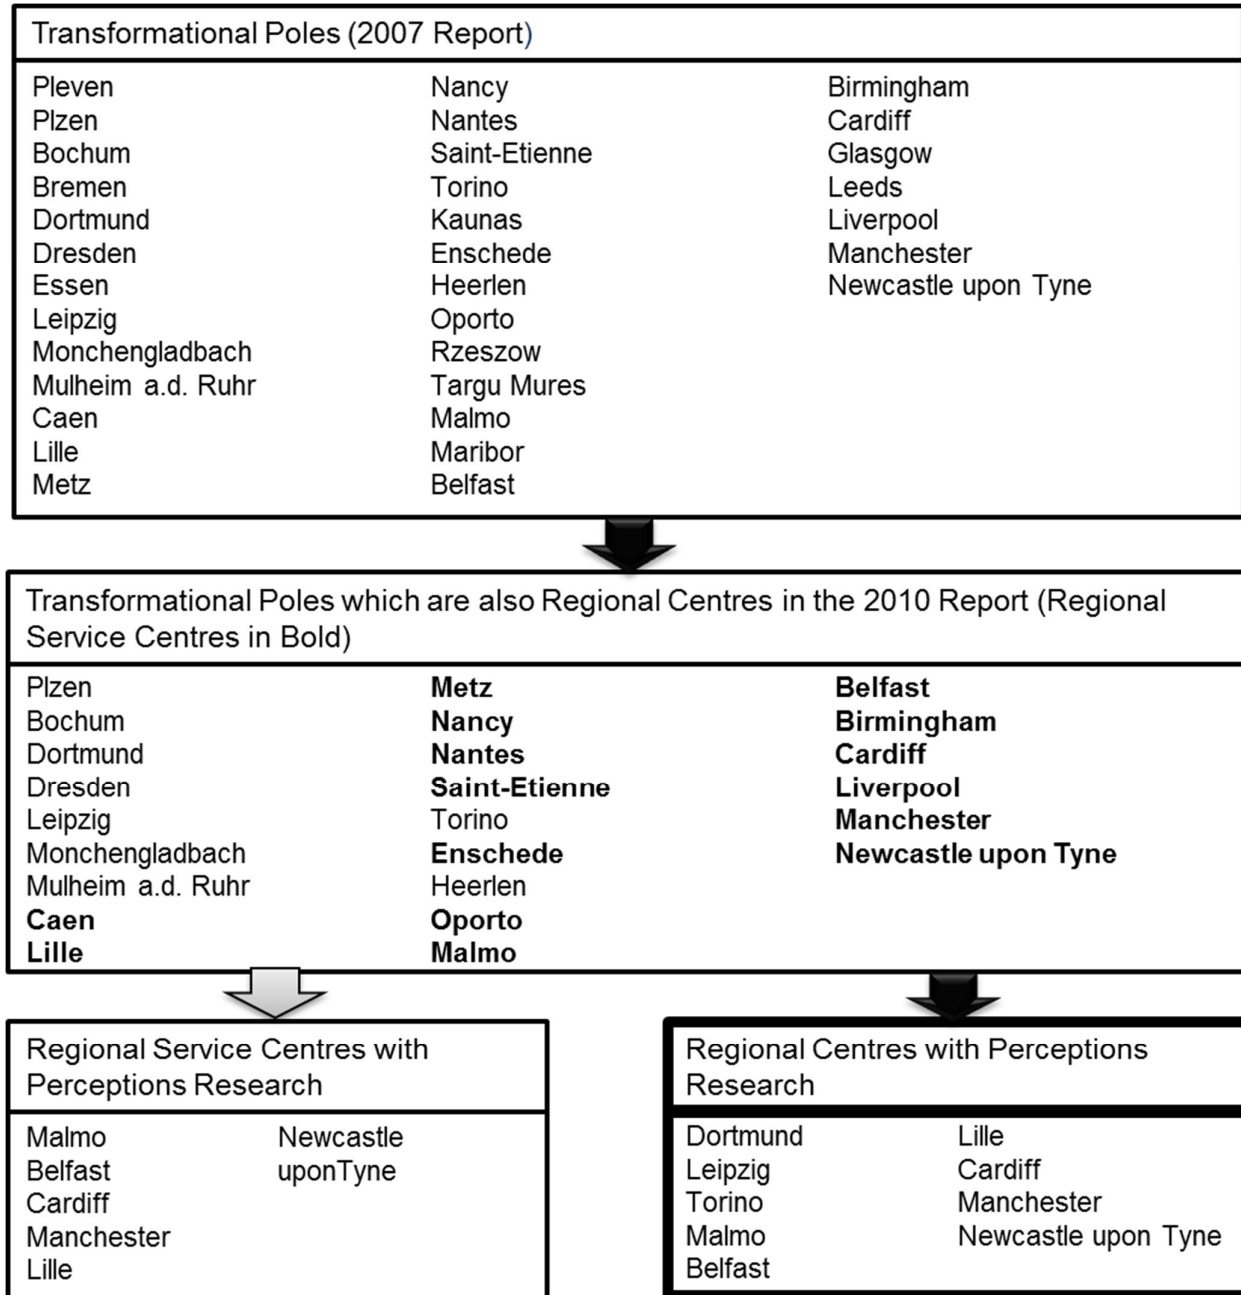 Transformational Poles (2007 Report)
Pleven
Plzen
Bochum
Bremen
Dortmund
Dresden
Essen
Leipzig
Monchengladbach
Mulheim a.d. Ruhr
Caen
Lille
Metz
Nancy
Nantes
Saint-Etienne
Torino
Kaunas
Enschede
Heerlen
Oporto
Rzeszow
Targu Mures
Malmo
Maribor
Belfast
Birmingham
Cardiff
Glasgow
Leeds
Liverpool
Manchester
Newcastle upon Tyne
Transformational Poles which are also Regional Centres in the 2010 Report (Regional
Service Centres in Bold)
Plzen
Bochum
Dortmund
Dresden
Leipzig
Monchengladbach
Mulheim a.d. Ruhr
Caen
Lille
Metz
Nancy
Nantes
Saint-Etienne
Torino
Enschede
Heerlen
Oporto
Malmo
Belfast
Birmingham
Cardiff
Liverpool
Manchester
Newcastle upon Tyne
Regional Service Centres with
Perceptions Research
Malmo
Belfast
Cardiff
Manchester
Lille
Newcastle
uponTyne
Regional Centres with Perceptions
Research
Dortmund
Leipzig
Torino
Malmo
Belfast
Lille
Cardiff
Manchester
Newcastle upon Tyne